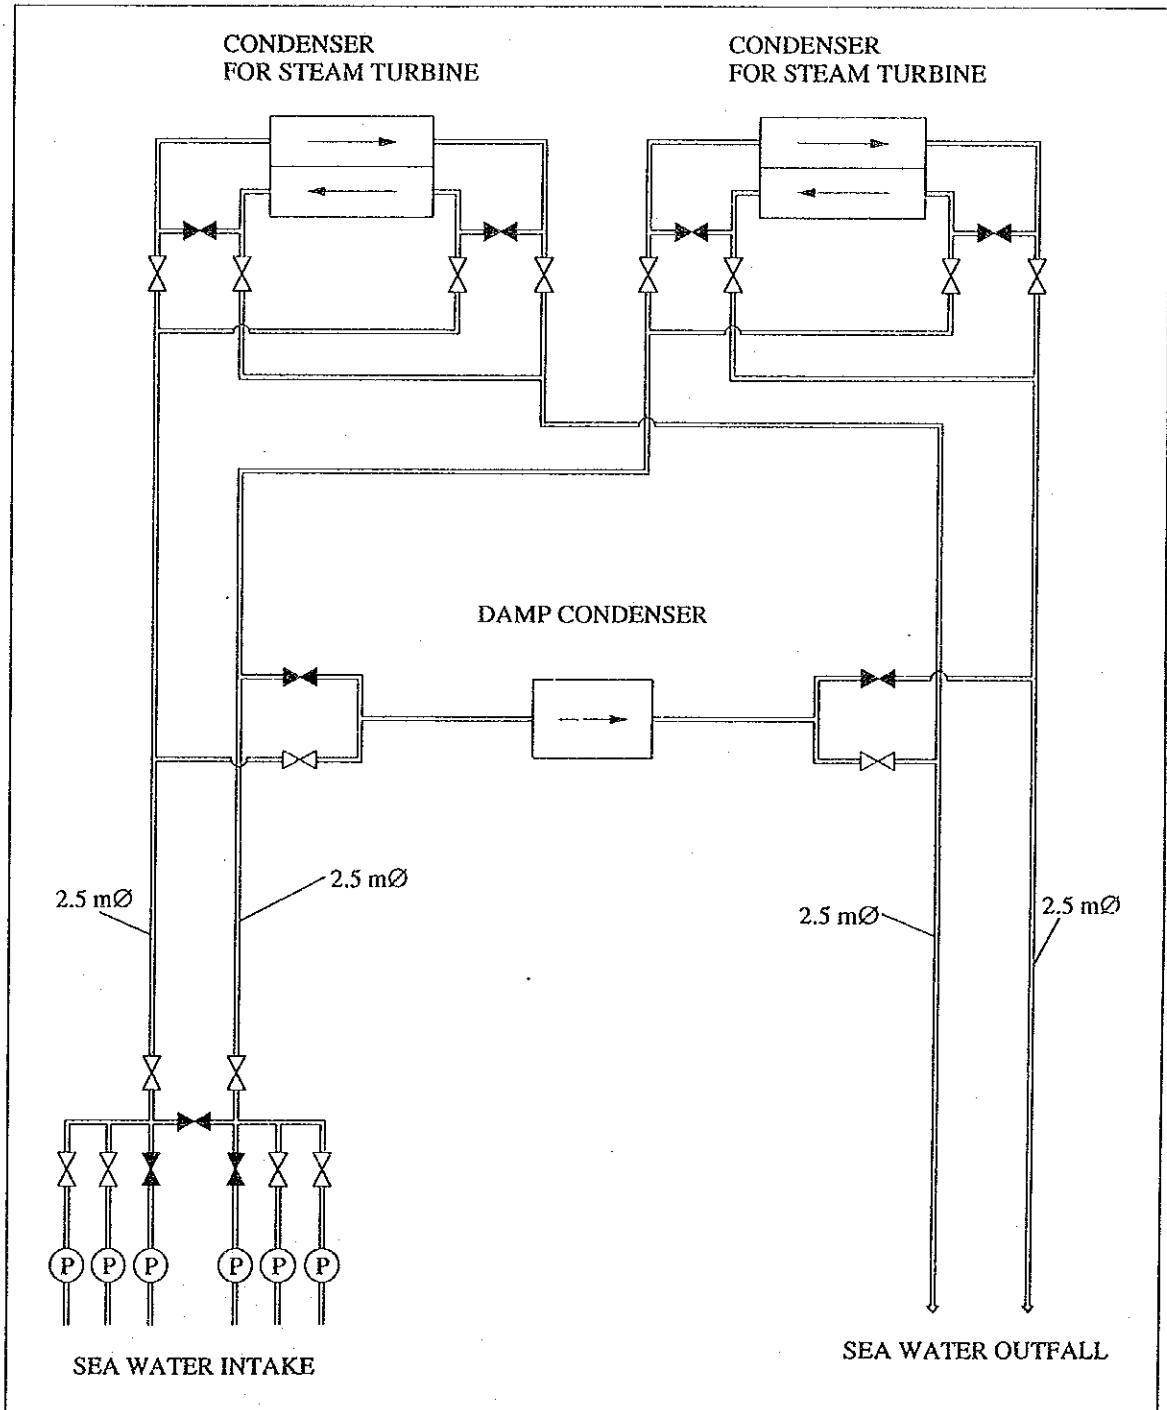 CONDENSER
FOR STEAM TURBINE
CONDENSER
FOR STEAM TURBINE
DAMP CONDENSER
2.5 mØ
2.5 mØ
2.5 mØ
2.5 mØ
P P P P P P
SEA WATER INTAKE
SEA WATER OUTFALL